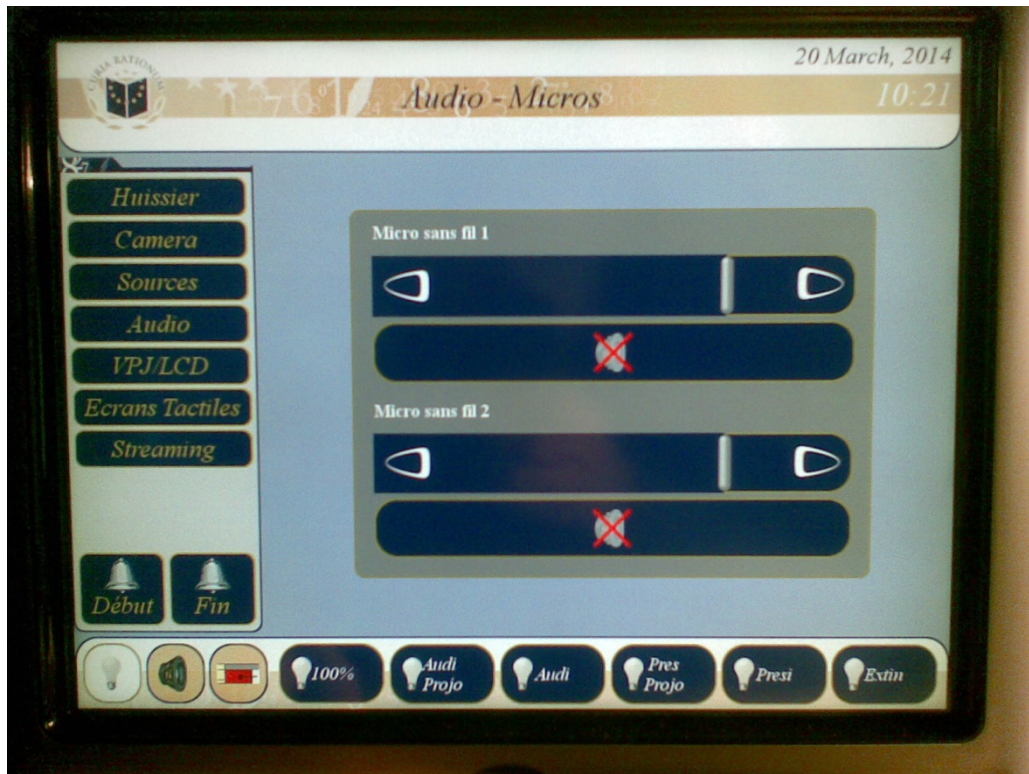 20 March, 2014
CURIA RATIONUM
Audio - Micros
10:21
Huissier
Camera
Sources
Audio
VPJ/LCD
Ecrans Tactiles
Streaming
Début
Fin
Micro sans fil 1
Micro sans fil 2
100%
Audi
Projo
Audi
Pres
Projo
Presi
Extin